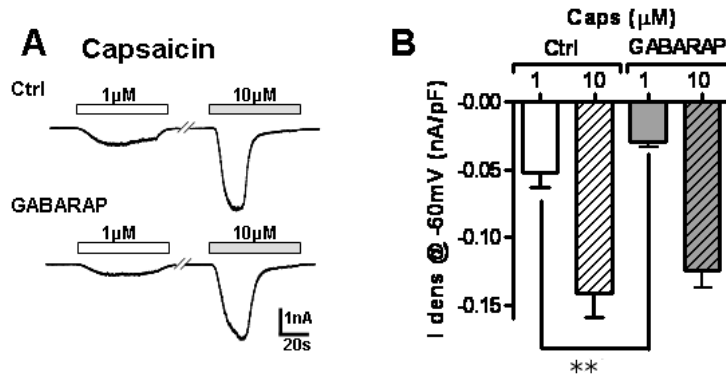 A Capsaicin
Ctrl
1µM 10µM
GABARAP
1µM 10µM
1nA
20s
B
Caps (µM)
Ctrl GABARAP
1 10 1 10
I dens @ -60mV (nA/pF)
-0.00
-0.05
-0.10
-0.15
**